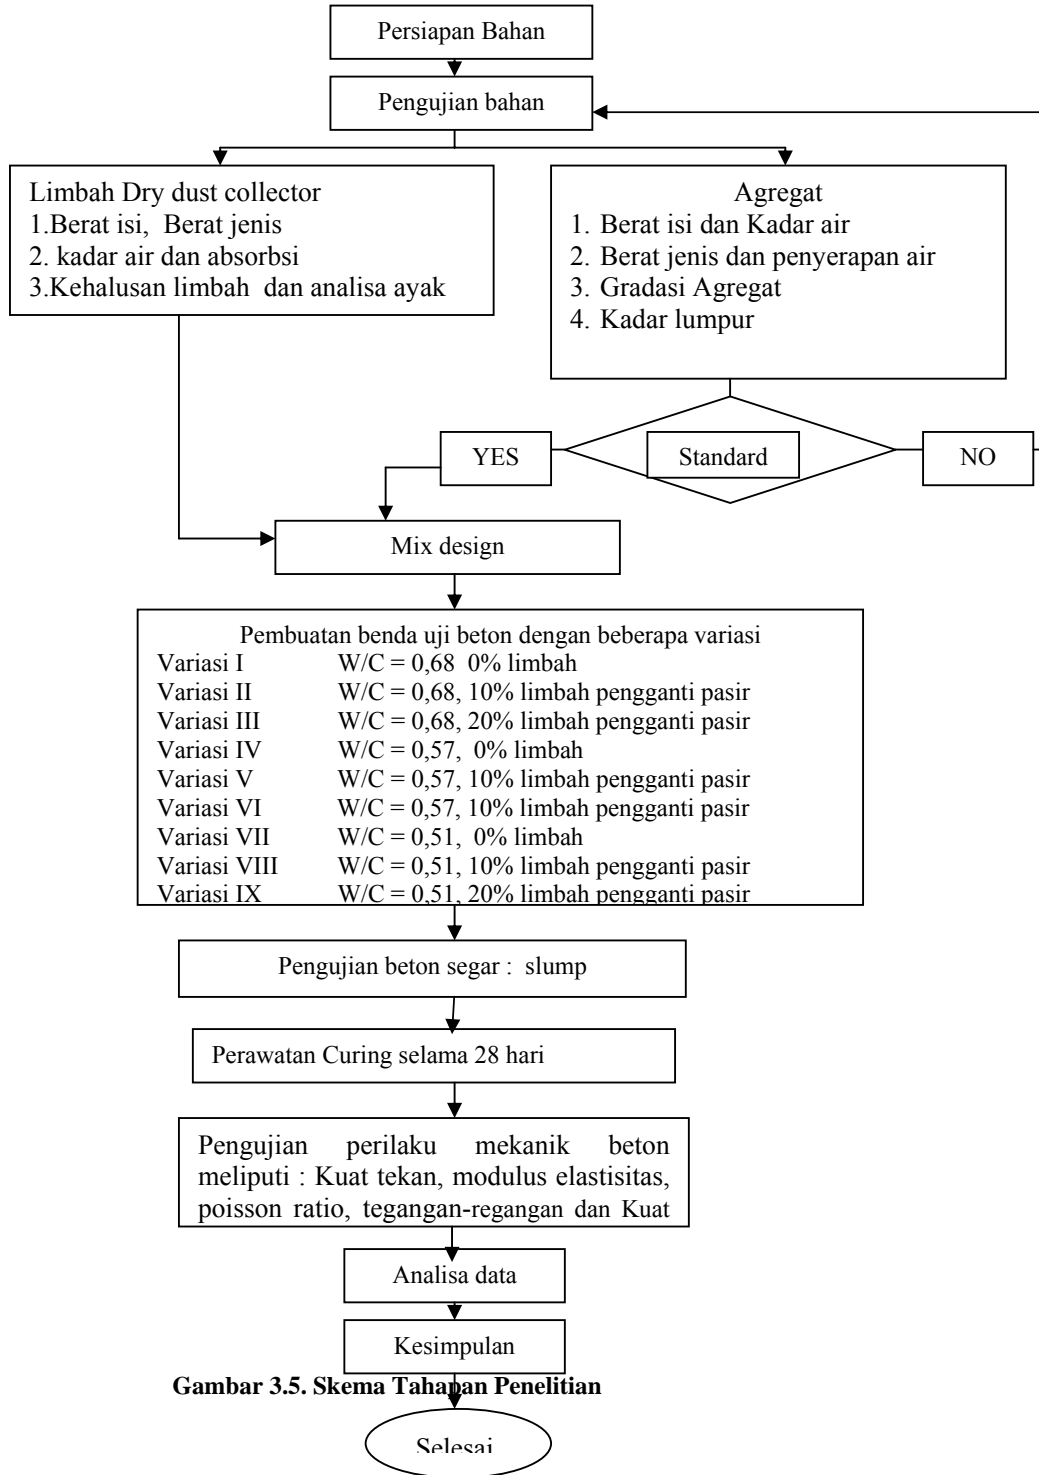 Persiapan Bahan
Pengujian bahan
Limbah Dry dust collector
1.Berat isi, Berat jenis
2. kadar air dan absorbsi
3.Kehalusan limbah dan analisa ayak
Agregat
1. Berat isi dan Kadar air
2. Berat jenis dan penyerapan air
3. Gradasi Agregat
4. Kadar lumpur
YES
Standard
NO
Mix design
Pembuatan benda uji beton dengan beberapa variasi
Variasi I W/C = 0,68 0% limbah
Variasi II W/C = 0,68, 10% limbah pengganti pasir
Variasi III W/C = 0,68, 20% limbah pengganti pasir
Variasi IV W/C = 0,57, 0% limbah
Variasi V W/C = 0,57, 10% limbah pengganti pasir
Variasi VI W/C = 0,57, 10% limbah pengganti pasir
Variasi VII W/C = 0,51, 0% limbah
Variasi VIII W/C = 0,51, 10% limbah pengganti pasir
Variasi IX W/C = 0,51, 20% limbah pengganti pasir
Pengujian beton segar : slump
Perawatan Curing selama 28 hari
Pengujian perilaku mekanik beton
meliputi : Kuat tekan, modulus elastisitas,
poisson ratio, tegangan-regangan dan Kuat
Analisa data
Kesimpulan
Gambar 3.5. Skema Tahapan Penelitian
Selesai